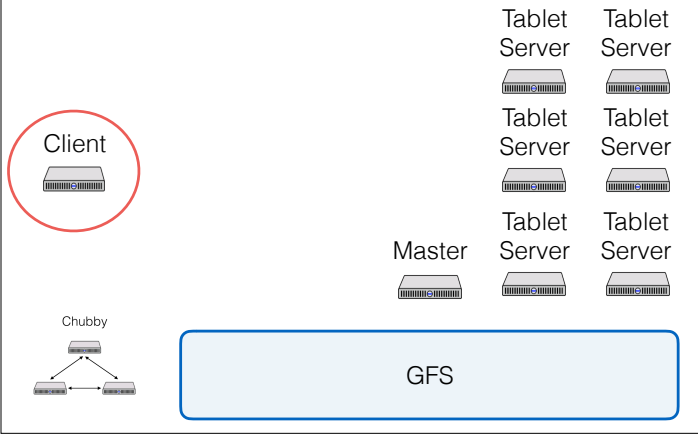 Tablet
Server
Tablet
Server
Client
Tablet
Server
Tablet
Server
Master
Tablet
Server
Tablet
Server
Chubby
GFS